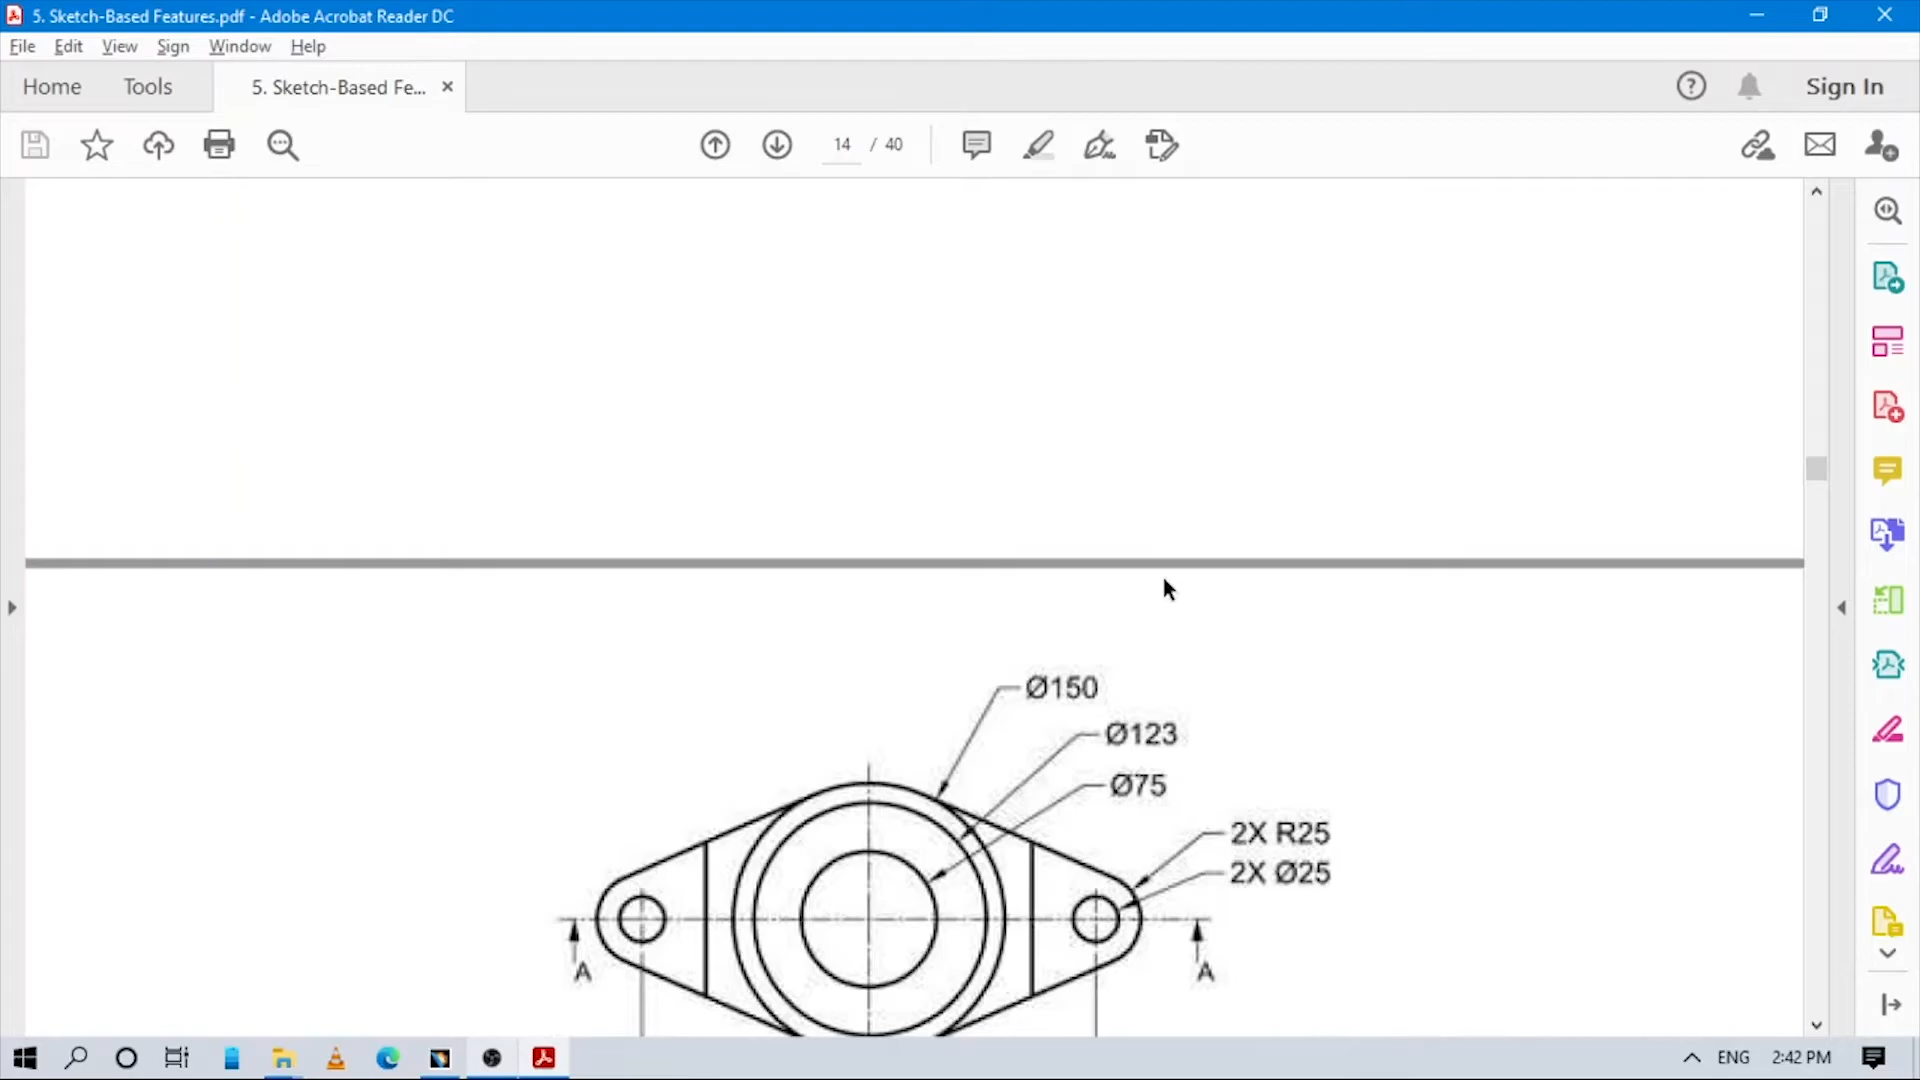 5. Sketch-Based Features.pdf - Adobe Acrobat Reader DC
File Edit View Sign Window Help
Home Tools 5. Sketch-Based Fe... Sign In
14 / 40
Ø150
Ø123
Ø75
2X R25
2X Ø25
A A
ENG 2:42 PM